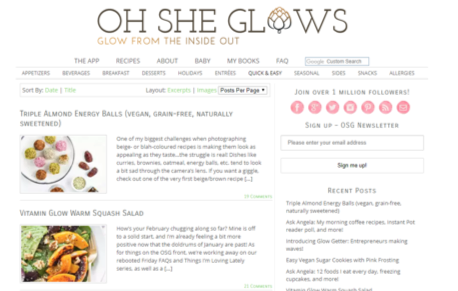 OH SHE GLOWS
GLOW FROM THE INSIDE OUT
THE APP RECIPES ABOUT BABY MY BOOKS FAQ Google Custom Search
APPETIZERS BEVERAGES BREAKFAST DESSERTS HOLIDAYS ENTRÉES QUICK & EASY SEASONAL SIDES SNACKS ALLERGIES
Sort By: Date | Title Layout: Excerpts | Images Posts Per Page
Triple Almond Energy Balls (vegan, grain-free, naturally
sweetened)
One of my biggest challenges when photographing
beige- or blah-coloured recipes is making them look as
appealing as they taste...the struggle is real! Dishes like
curries, brownies, oatmeal, energy balls, etc. tend to look
a bit sad through the camera's lens. If you want a giggle,
check out one of the very first beige/brown recipe [...]
Comments
Vitamin Glow Warm Squash Salad
How's your February chugging along so far? Mine is off
to a solid start, and I'm already feeling a bit more
positive now that the doldrums of January are past! As
for things on the OSG front, we're working away on our
rebooted Friday FAQs and Things I'm Loving Lately
series, as well as a [...]
Comments
Join over 1 million followers!
Sign up - OSG Newsletter
Please enter your email address
Sign me up!
Recent Posts
Triple Almond Energy Balls (vegan, grain-free,
naturally sweetened)
Ask Angela: My morning coffee recipes, Instant Pot
reader poll, and more!
Introducing Glow Getter: Entrepreneurs making
waves!
Easy Vegan Sugar Cookies with Pink Frosting
Ask Angela: 12 foods I eat every day, freezing
cupcakes, and more!
Vitamin Glow Warm Squash Salad